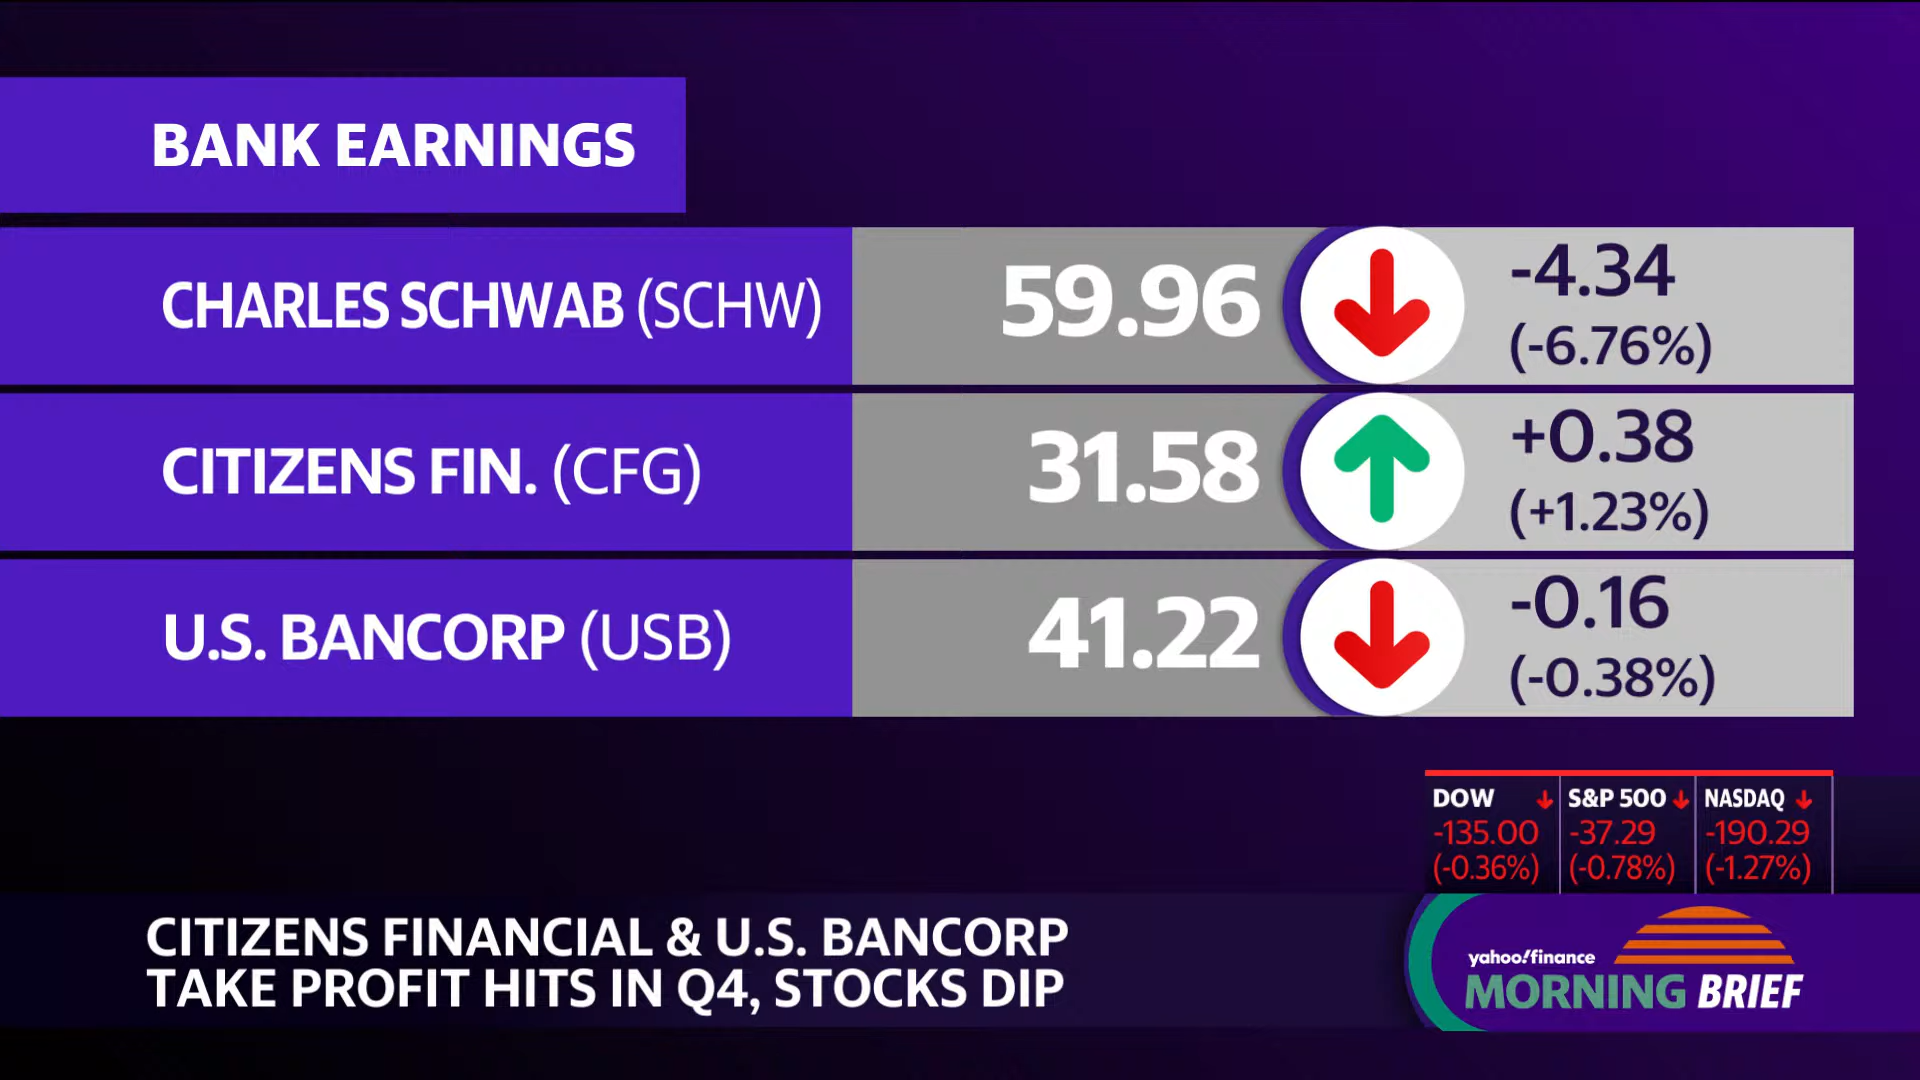 BANK EARNINGS
CHARLES SCHWAB (SCHW) 59.96 -4.34
(-6.76%)
CITIZENS FIN. (CFG) 31.58 +0.38
(+1.23%)
U.S. BANCORP (USB) 41.22 -0.16
(-0.38%)
DOW S&P 500 NASDAQ
-135.00 -37.29 -190.29
(-0.36%) (-0.78%) (-1.27%)
CITIZENS FINANCIAL & U.S. BANCORP
TAKE PROFIT HITS IN Q4, STOCKS DIP
yahoo!finance
MORNING BRIEF